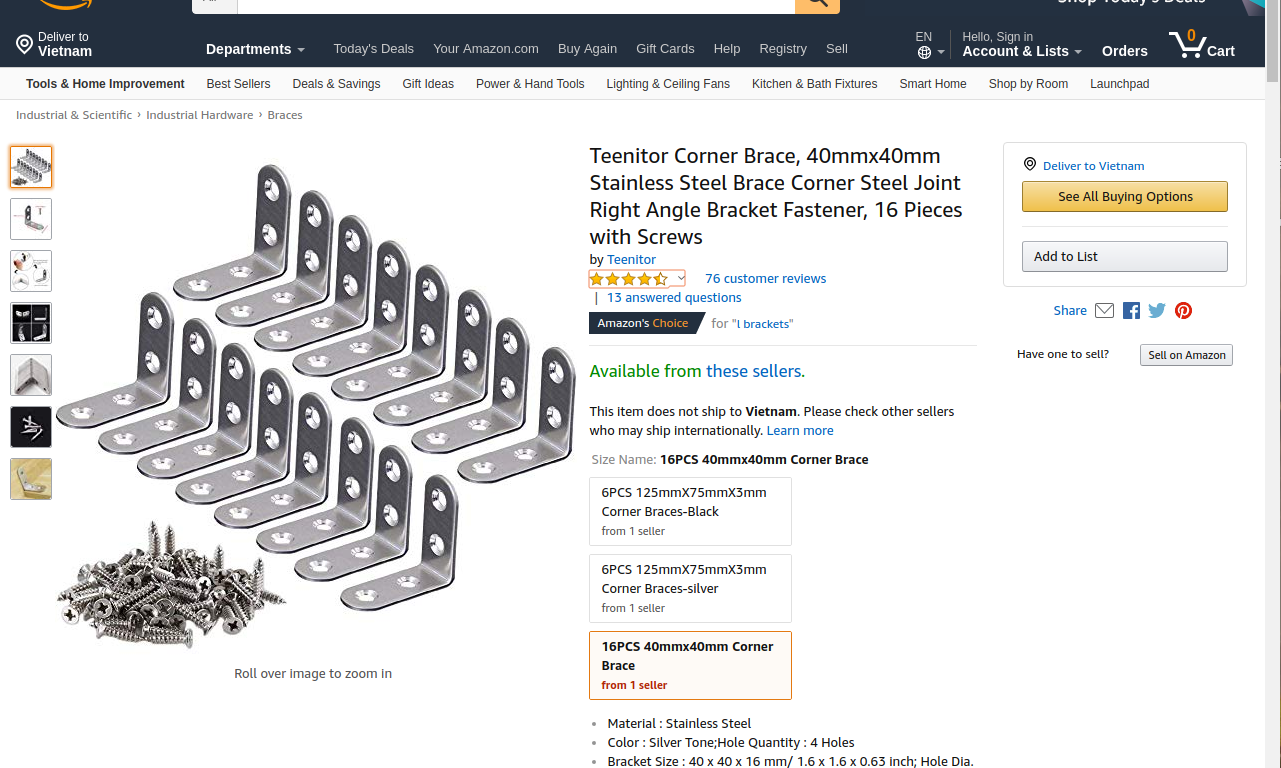 Deliver to
Vietnam
Departments
Today's Deals
Your Amazon.com
Buy Again
Gift Cards
Help
Registry
Sell
EN
Hello, Sign in
Account & Lists
Orders
0
Cart
Shop Today's Deals
Tools & Home Improvement
Best Sellers
Deals & Savings
Gift Ideas
Power & Hand Tools
Lighting & Ceiling Fans
Kitchen & Bath Fixtures
Smart Home
Shop by Room
Launchpad
Industrial & Scientific › Industrial Hardware › Braces
Teenitor Corner Brace, 40mmx40mm
Stainless Steel Brace Corner Steel Joint
Right Angle Bracket Fastener, 16 Pieces
with Screws
by Teenitor
76 customer reviews
| 13 answered questions
Amazon's Choice for "l brackets"
Available from these sellers.
This item does not ship to Vietnam. Please check other sellers
who may ship internationally. Learn more
Size Name: 16PCS 40mmx40mm Corner Brace
6PCS 125mmX75mmX3mm
Corner Braces-Black
from 1 seller
6PCS 125mmX75mmX3mm
Corner Braces-silver
from 1 seller
16PCS 40mmx40mm Corner
Brace
from 1 seller
Material : Stainless Steel
Color : Silver Tone;Hole Quantity : 4 Holes
Bracket Size : 40 x 40 x 16 mm/ 1.6 x 1.6 x 0.63 inch; Hole Dia.
Roll over image to zoom in
Deliver to Vietnam
See All Buying Options
Add to List
Share
Have one to sell?
Sell on Amazon